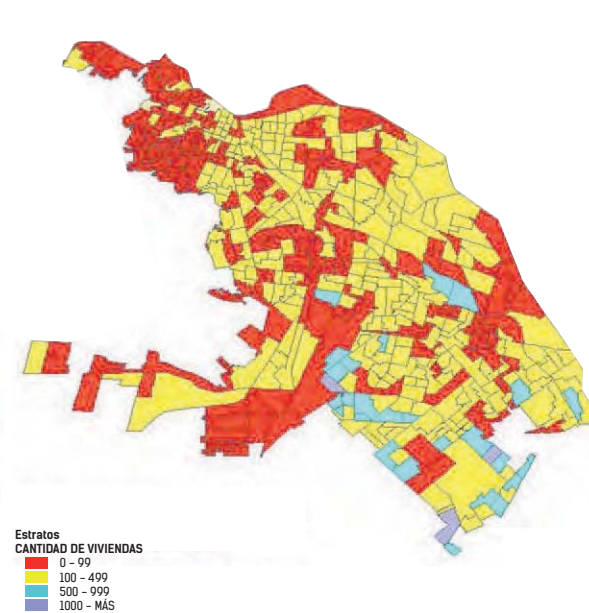 Estratos
CANTIDAD DE VIVIENDAS
0 – 99
100 – 499
500 – 999
1000 – MÁS